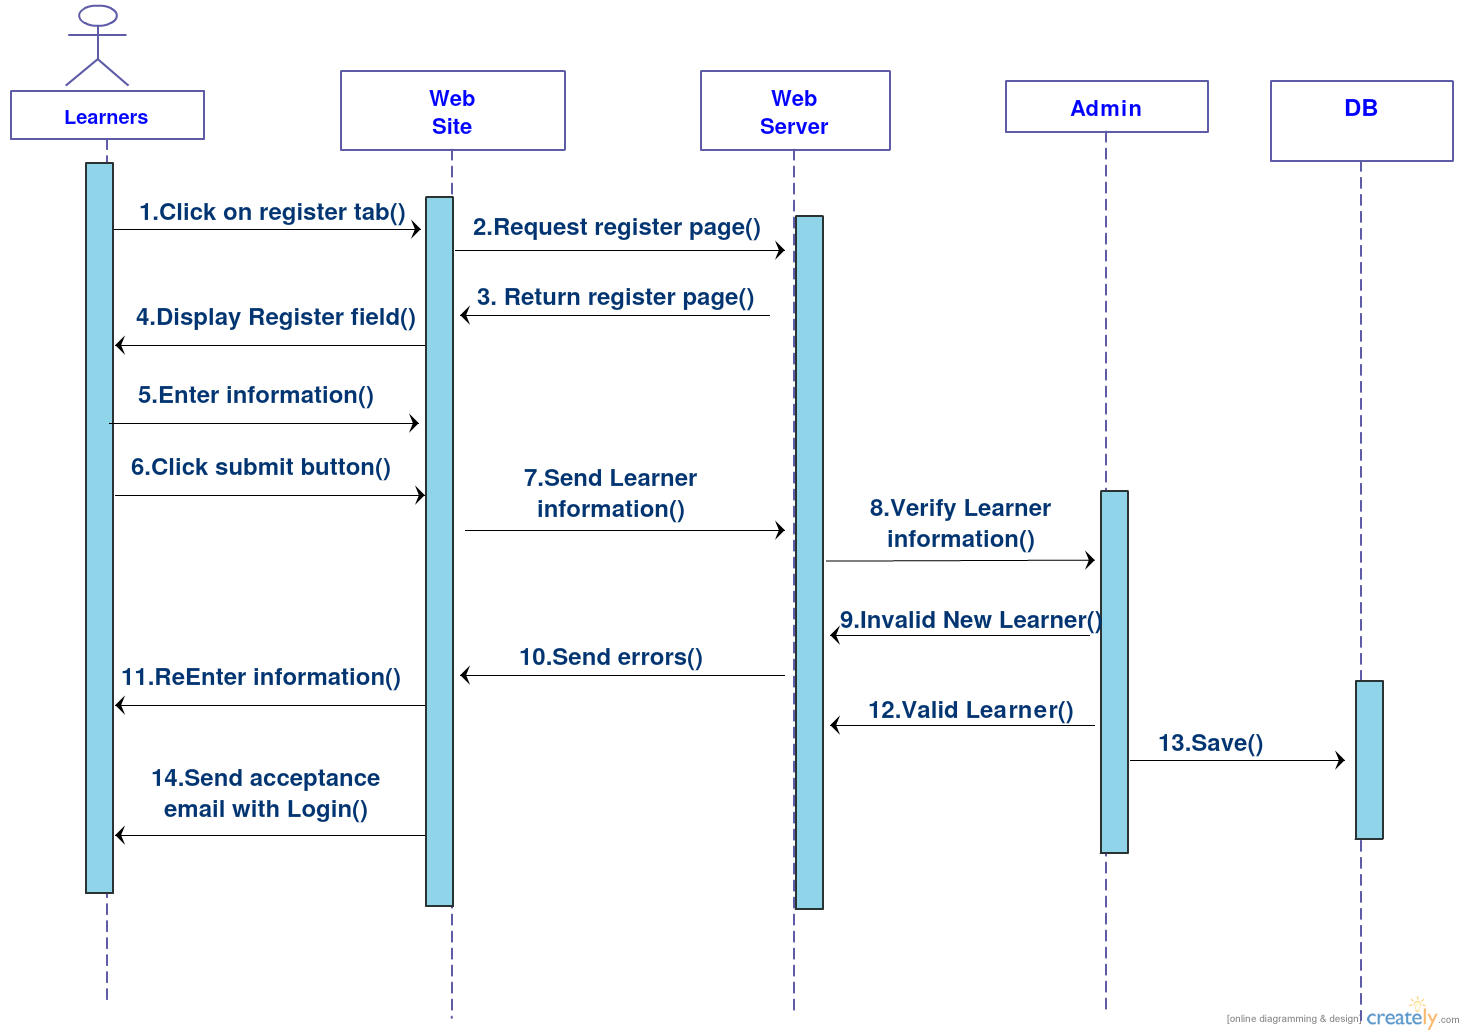 Learners
Web
Site
Web
Server
Admin
DB
1.Click on register tab()
2.Request register page()
3. Return register page()
4.Display Register field()
5.Enter information()
6.Click submit button()
7.Send Learner
information()
8.Verify Learner
information()
9.Invalid New Learner()
10.Send errors()
11.ReEnter information()
12.Valid Learner()
13.Save()
14.Send acceptance
email with Login()
[online diagramming & design] creately.com